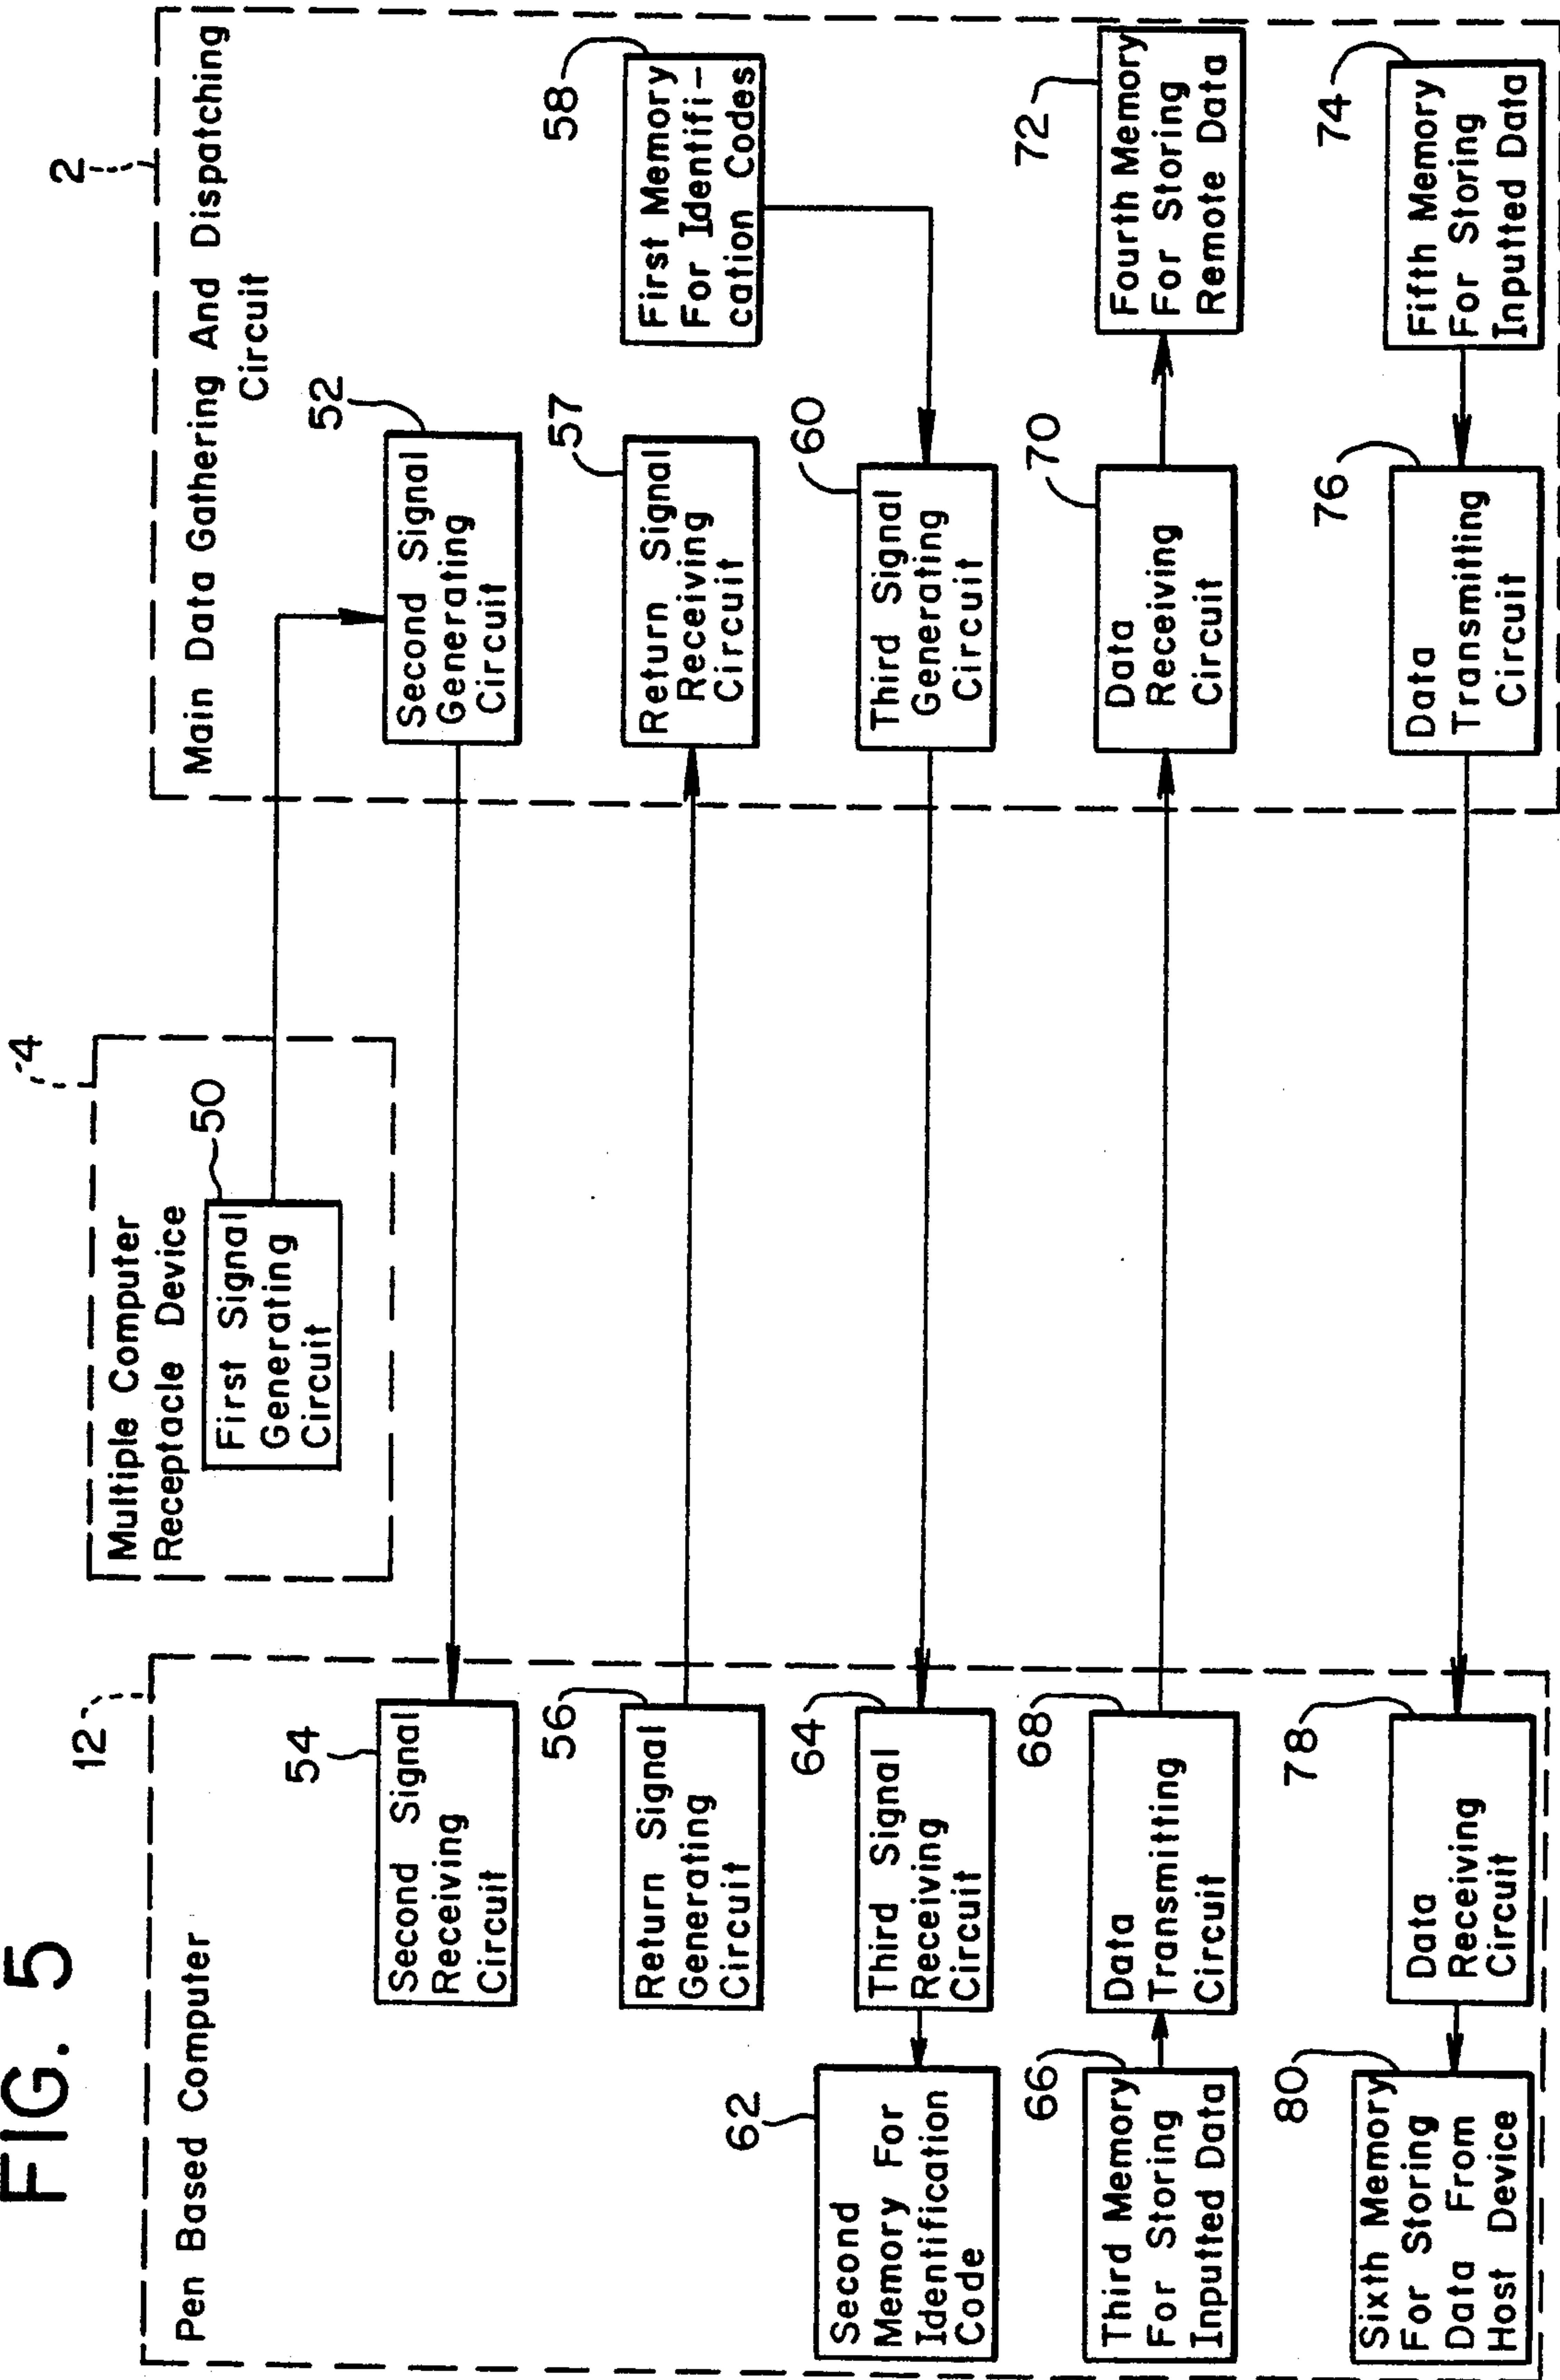 FIG. 5
12
Pen Based Computer
54
Second Signal
Receiving
Circuit
56
Return Signal
Generating
Circuit
62
Second
Memory For
Identification
Code
64
Third Signal
Receiving
Circuit
66
Third Memory
For Storing
Inputted Data
68
Data
Transmitting
Circuit
80
Sixth Memory
For Storing
Data From
Host Device
78
Data
Receiving
Circuit
4
Multiple Computer
Receptacle Device
50
First Signal
Generating
Circuit
2
Main Data Gathering And Dispatching
Circuit
52
Second Signal
Generating
Circuit
57
Return Signal
Receiving
Circuit
58
First Memory
For Identifi-
cation Codes
60
Third Signal
Generating
Circuit
70
Data
Receiving
Circuit
72
Fourth Memory
For Storing
Remote Data
76
Data
Transmitting
Circuit
74
Fifth Memory
For Storing
Inputted Data